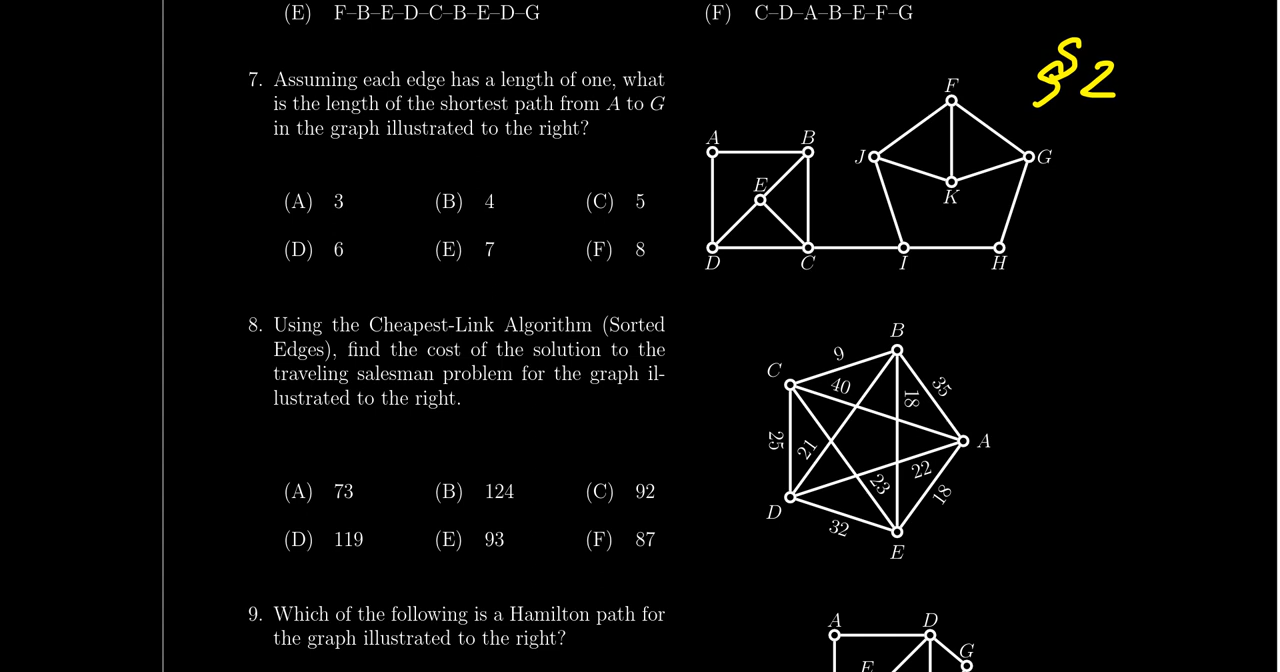 (E) F–B–E–D–C–B–E–D–G (F) C–D–A–B–E–F–G
7. Assuming each edge has a length of one, what
is the length of the shortest path from A to G
in the graph illustrated to the right?
(A) 3 (B) 4 (C) 5
(D) 6 (E) 7 (F) 8
§ 2
F
A B J G
E K
D C I H
8. Using the Cheapest-Link Algorithm (Sorted
Edges), find the cost of the solution to the
traveling salesman problem for the graph il-
lustrated to the right.
(A) 73 (B) 124 (C) 92
(D) 119 (E) 93 (F) 87
B
9
C 40 18 35
25 21 A
22
23 18
D 32
E
9. Which of the following is a Hamilton path for
the graph illustrated to the right?
A D
G
E